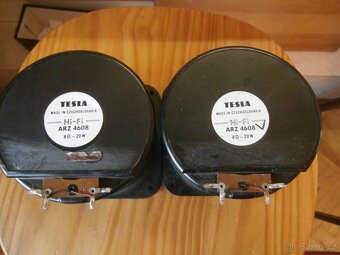 TESLA
MADE IN CZECHOSLOVAKIA
Hi-Fi
ARZ 4608
8Ω-20W
TESLA
MADE IN CZECHOSLOVAKIA
Hi-Fi
ARZ 4608
8Ω-20W